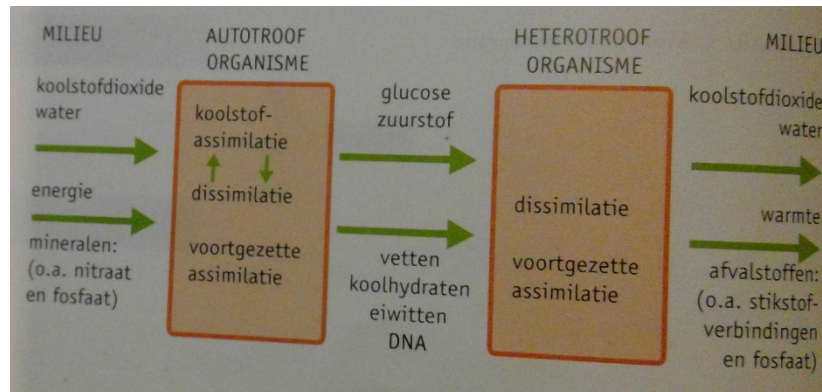 MILIEU
AUTOTROOF
ORGANISME
HETEROTROOF
ORGANISME
MILIEU
koolstofdioxide
water
energie
mineralen:
(o.a. nitraat
en fosfaat)
koolstof-
assimilatie
dissimilatie
voortgezette
assimilatie
glucose
zuurstof
vetten
koolhydraten
eiwitten
DNA
dissimilatie
voortgezette
assimilatie
koolstofdioxide
water
warmte
afvalstoffen:
(o.a. stikstof-
verbindingen
en fosfaat)